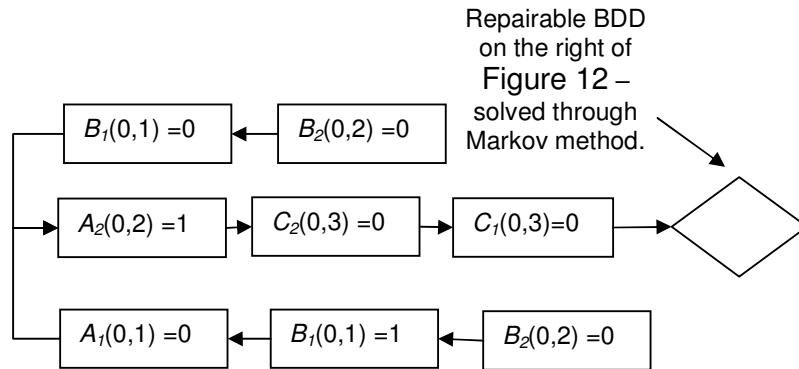 Repairable BDD
on the right of
Figure 12 –
solved through
Markov method.
B₁(0,1) =0
B₂(0,2) =0
A₂(0,2) =1
C₂(0,3) =0
C₁(0,3)=0
A₁(0,1) =0
B₁(0,1) =1
B₂(0,2) =0